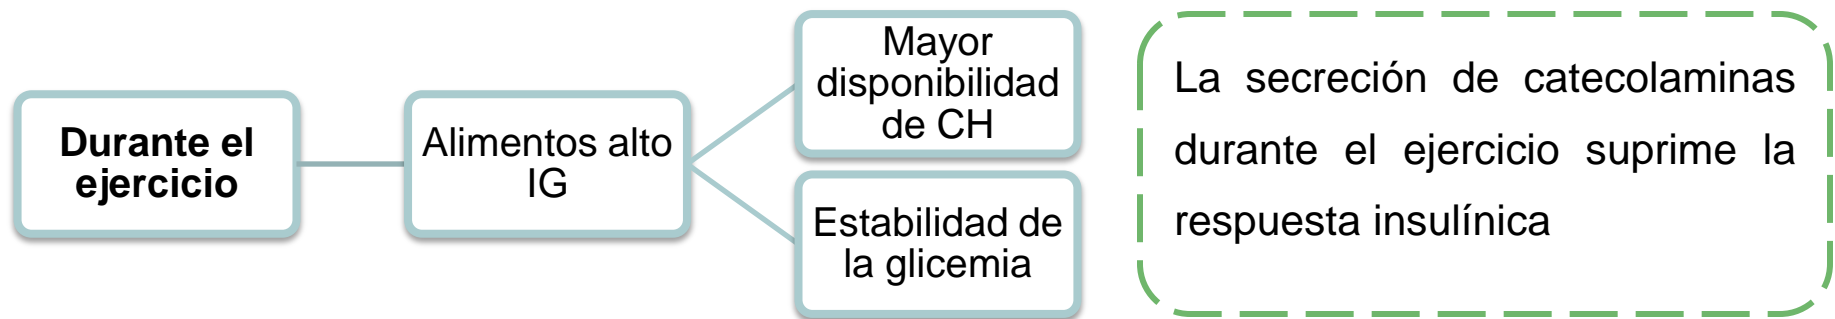 Durante el
ejercicio
Alimentos alto
IG
Mayor
disponibilidad
de CH
Estabilidad de
la glicemia
La secreción de catecolaminas
durante el ejercicio suprime la
respuesta insulínica